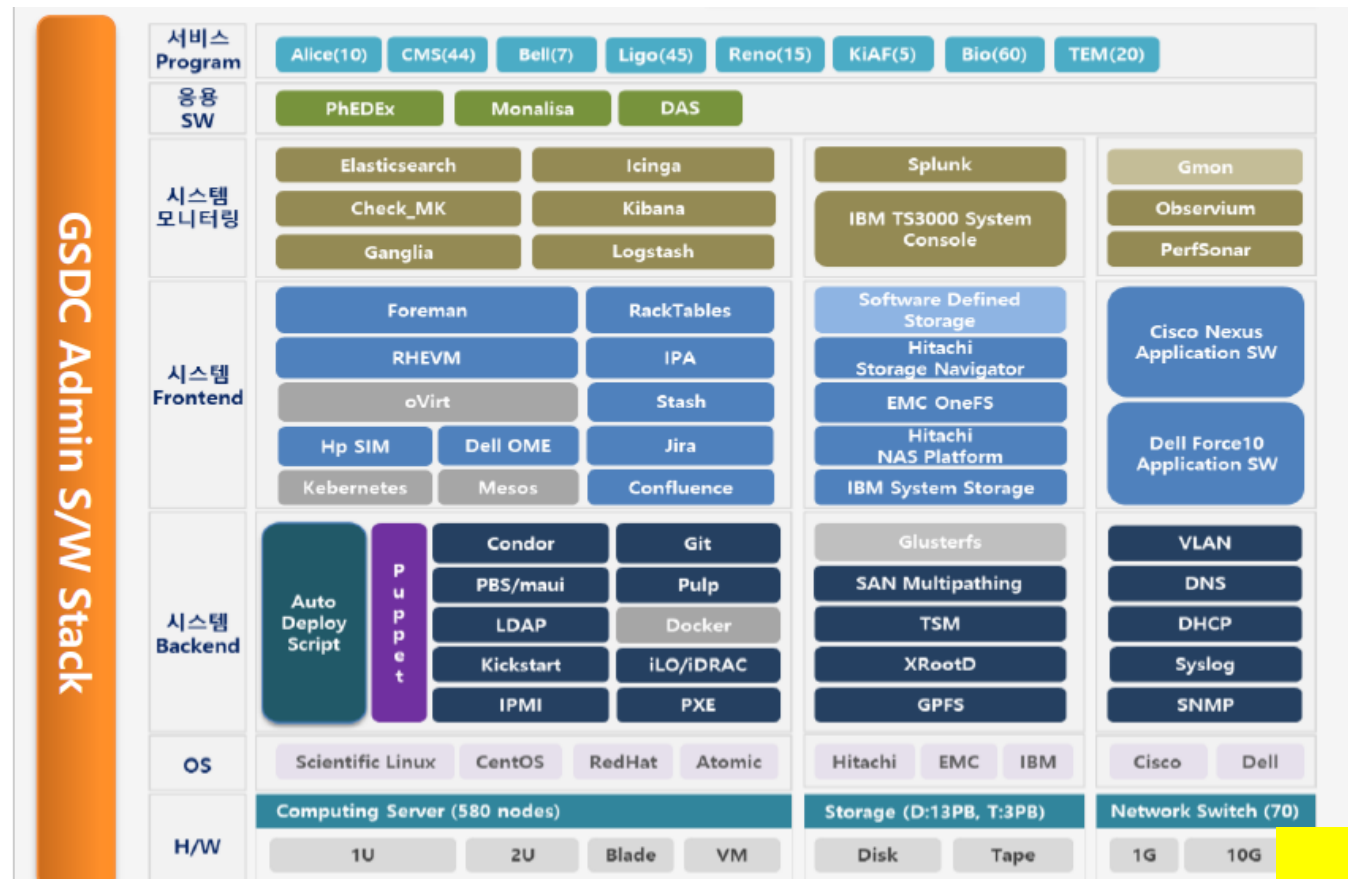 GSDC Admin S/W Stack
서비스
Program
Alice(10) CMS(44) Bell(7) Ligo(45) Reno(15) KiAF(5) Bio(60) TEM(20)
응용
SW
PhEDEx Monalisa DAS
시스템
모니터링
Elasticsearch Icinga
Check_MK Kibana
Ganglia Logstash
Splunk
IBM TS3000 System
Console
Gmon
Observium
PerfSonar
시스템
Frontend
Foreman RackTables
RHEVM IPA
oVirt Stash
Hp SIM Dell OME Jira
Kebernetes Mesos Confluence
Software Defined
Storage
Hitachi
Storage Navigator
EMC OneFS
Hitachi
NAS Platform
IBM System Storage
Cisco Nexus
Application SW
Dell Force10
Application SW
시스템
Backend
Auto
Deploy
Script
Puppet
Condor Git
PBS/maui Pulp
LDAP Docker
Kickstart iLO/iDRAC
IPMI PXE
Glusterfs
SAN Multipathing
TSM
XRootD
GPFS
VLAN
DNS
DHCP
Syslog
SNMP
OS
Scientific Linux CentOS RedHat Atomic Hitachi EMC IBM Cisco Dell
H/W
Computing Server (580 nodes) Storage (D:13PB, T:3PB) Network Switch (70)
1U 2U Blade VM Disk Tape 1G 10G